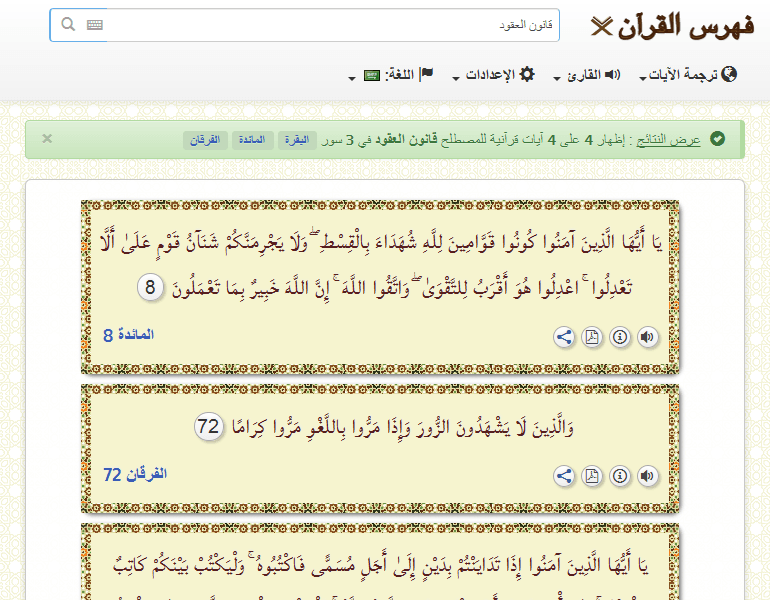 فهرس القرآن
قانون العقود
ترجمة الآيات
القارئ
الإعدادات
اللغة:
عرض النتائج : إظهار 4 على 4 آيات قرآنية للمصطلح قانون العقود في 3 سور البقرة المائدة الفرقان ×
يَا أَيُّهَا الَّذِينَ آمَنُوا كُونُوا قَوَّامِينَ لِلَّهِ شُهَدَاءَ بِالْقِسْطِ ۖ وَلَا يَجْرِمَنَّكُمْ شَنَآنُ قَوْمٍ عَلَىٰ أَلَّا
تَعْدِلُوا ۚ اعْدِلُوا هُوَ أَقْرَبُ لِلتَّقْوَىٰ ۖ وَاتَّقُوا اللَّهَ ۚ إِنَّ اللَّهَ خَبِيرٌ بِمَا تَعْمَلُونَ 8
المائدة 8
وَالَّذِينَ لَا يَشْهَدُونَ الزُّورَ وَإِذَا مَرُّوا بِاللَّغْوِ مَرُّوا كِرَامًا 72
الفرقان 72
يَا أَيُّهَا الَّذِينَ آمَنُوا إِذَا تَدَايَنْتُمْ بِدَيْنٍ إِلَىٰ أَجَلٍ مُسَمًّى فَاكْتُبُوهُ ۚ وَلْيَكْتُبْ بَيْنَكُمْ كَاتِبٌ